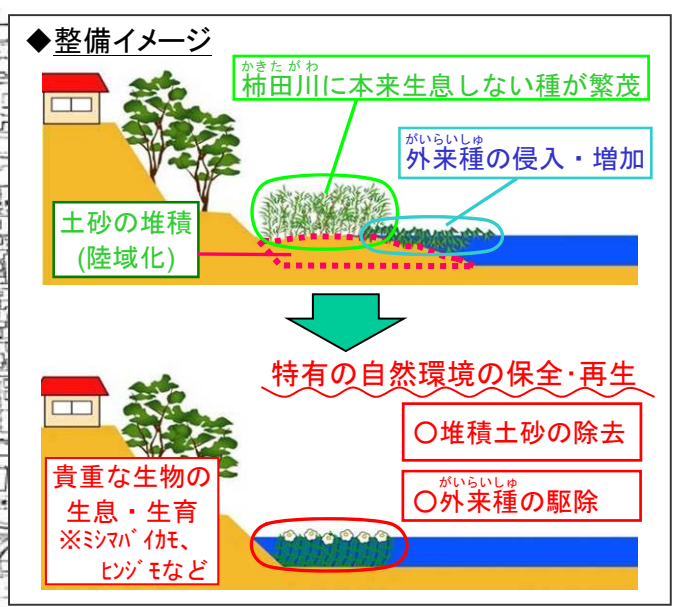 ◆整備イメージ
かきたがわ
柿田川に本来生息しない種が繁茂
がいらいしゅ
外来種の侵入・増加
土砂の堆積
(陸域化)
特有の自然環境の保全･再生
〇堆積土砂の除去
がいらいしゅ
〇外来種の駆除
貴重な生物の
生息・生育
※ﾐｼﾏﾊﾞｲｶﾓ、
ﾋﾝｼﾞﾓなど